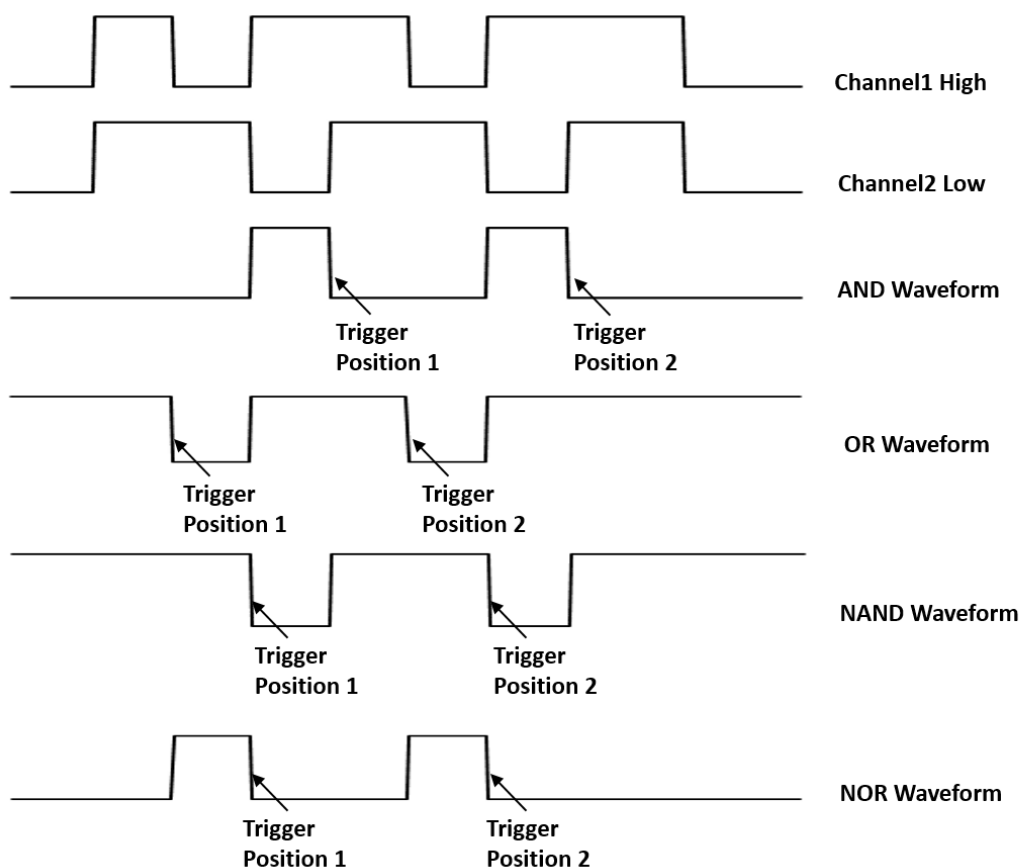 Channel1 High
Channel2 Low
AND Waveform
Trigger
Position 1
Trigger
Position 2
OR Waveform
Trigger
Position 1
Trigger
Position 2
NAND Waveform
Trigger
Position 1
Trigger
Position 2
NOR Waveform
Trigger
Position 1
Trigger
Position 2